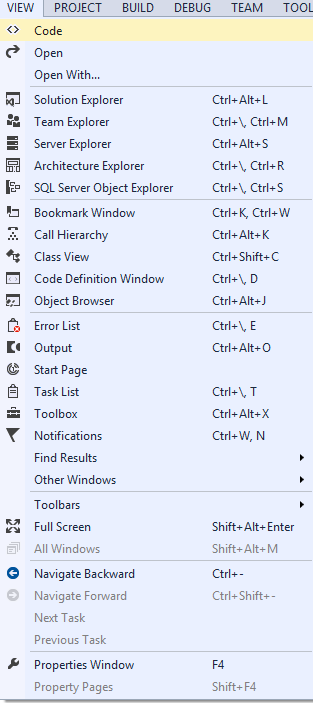 VIEW PROJECT BUILD DEBUG TEAM TOOL
Code
Open
Open With...
Solution Explorer Ctrl+Alt+L
Team Explorer Ctrl+\, Ctrl+M
Server Explorer Ctrl+Alt+S
Architecture Explorer Ctrl+\, Ctrl+R
SQL Server Object Explorer Ctrl+\, Ctrl+S
Bookmark Window Ctrl+K, Ctrl+W
Call Hierarchy Ctrl+Alt+K
Class View Ctrl+Shift+C
Code Definition Window Ctrl+\, D
Object Browser Ctrl+Alt+J
Error List Ctrl+\, E
Output Ctrl+Alt+O
Start Page
Task List Ctrl+\, T
Toolbox Ctrl+Alt+X
Notifications Ctrl+W, N
Find Results
Other Windows
Toolbars
Full Screen Shift+Alt+Enter
All Windows Shift+Alt+M
Navigate Backward Ctrl+-
Navigate Forward Ctrl+Shift+-
Next Task
Previous Task
Properties Window F4
Property Pages Shift+F4